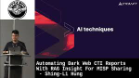 AI techniques
Automating Dark Web CTI Reports
With RAG Insight For MISP Sharing
- Shing-Li Hung